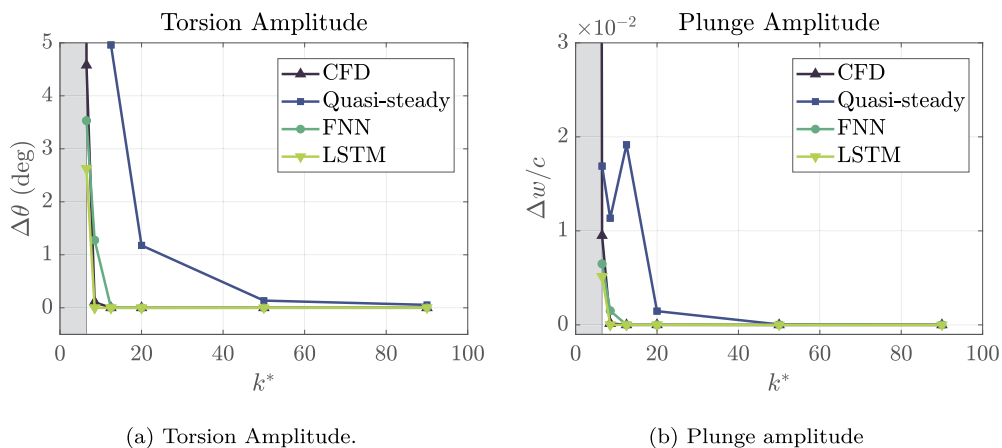 Torsion Amplitude
5
4
3
2
1
0
Δθ (deg)
0 20 40 60 80 100
k*
CFD
Quasi-steady
FNN
LSTM
(a) Torsion Amplitude.
Plunge Amplitude
×10⁻²
3
2
1
0
Δw/c
0 20 40 60 80 100
k*
CFD
Quasi-steady
FNN
LSTM
(b) Plunge amplitude